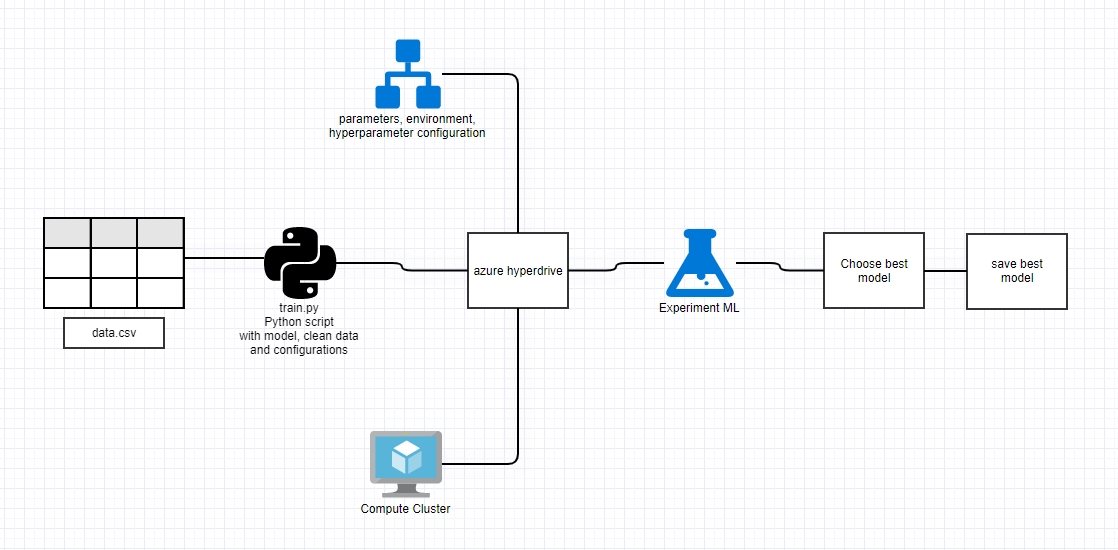 parameters, environment,
hyperparameter configuration
data.csv
train.py
Python script
with model, clean data
and configurations
azure hyperdrive
Experiment ML
Choose best
model
save best
model
Compute Cluster